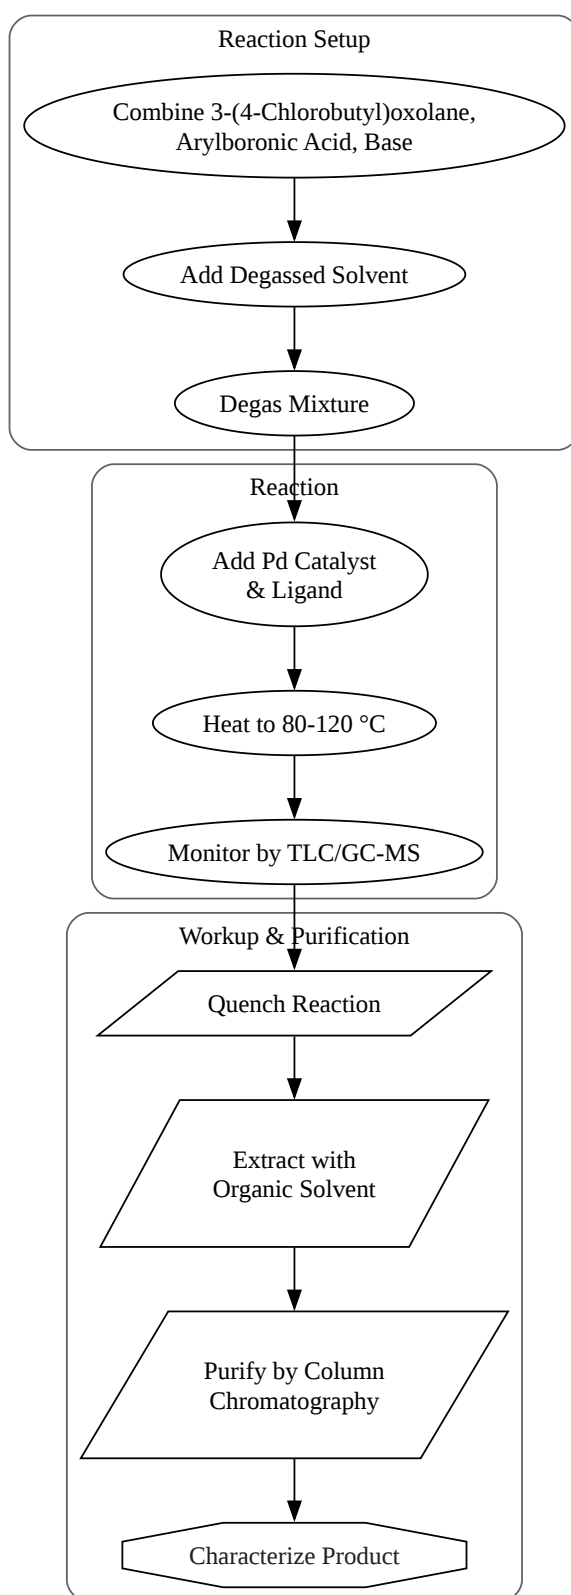 Reaction Setup
Combine 3-(4-Chlorobutyl)oxolane,
Arylboronic Acid, Base
Add Degassed Solvent
Degas Mixture
Reaction
Add Pd Catalyst
& Ligand
Heat to 80-120 °C
Monitor by TLC/GC-MS
Workup & Purification
Quench Reaction
Extract with
Organic Solvent
Purify by Column
Chromatography
Characterize Product